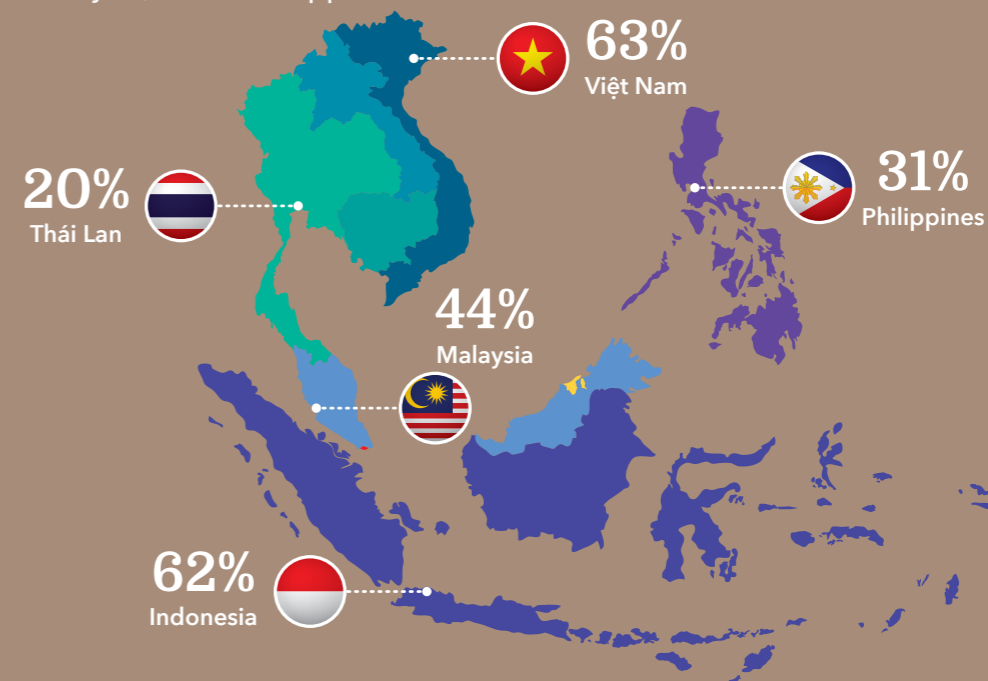 63%
Việt Nam
31%
Philippines
20%
Thái Lan
44%
Malaysia
62%
Indonesia